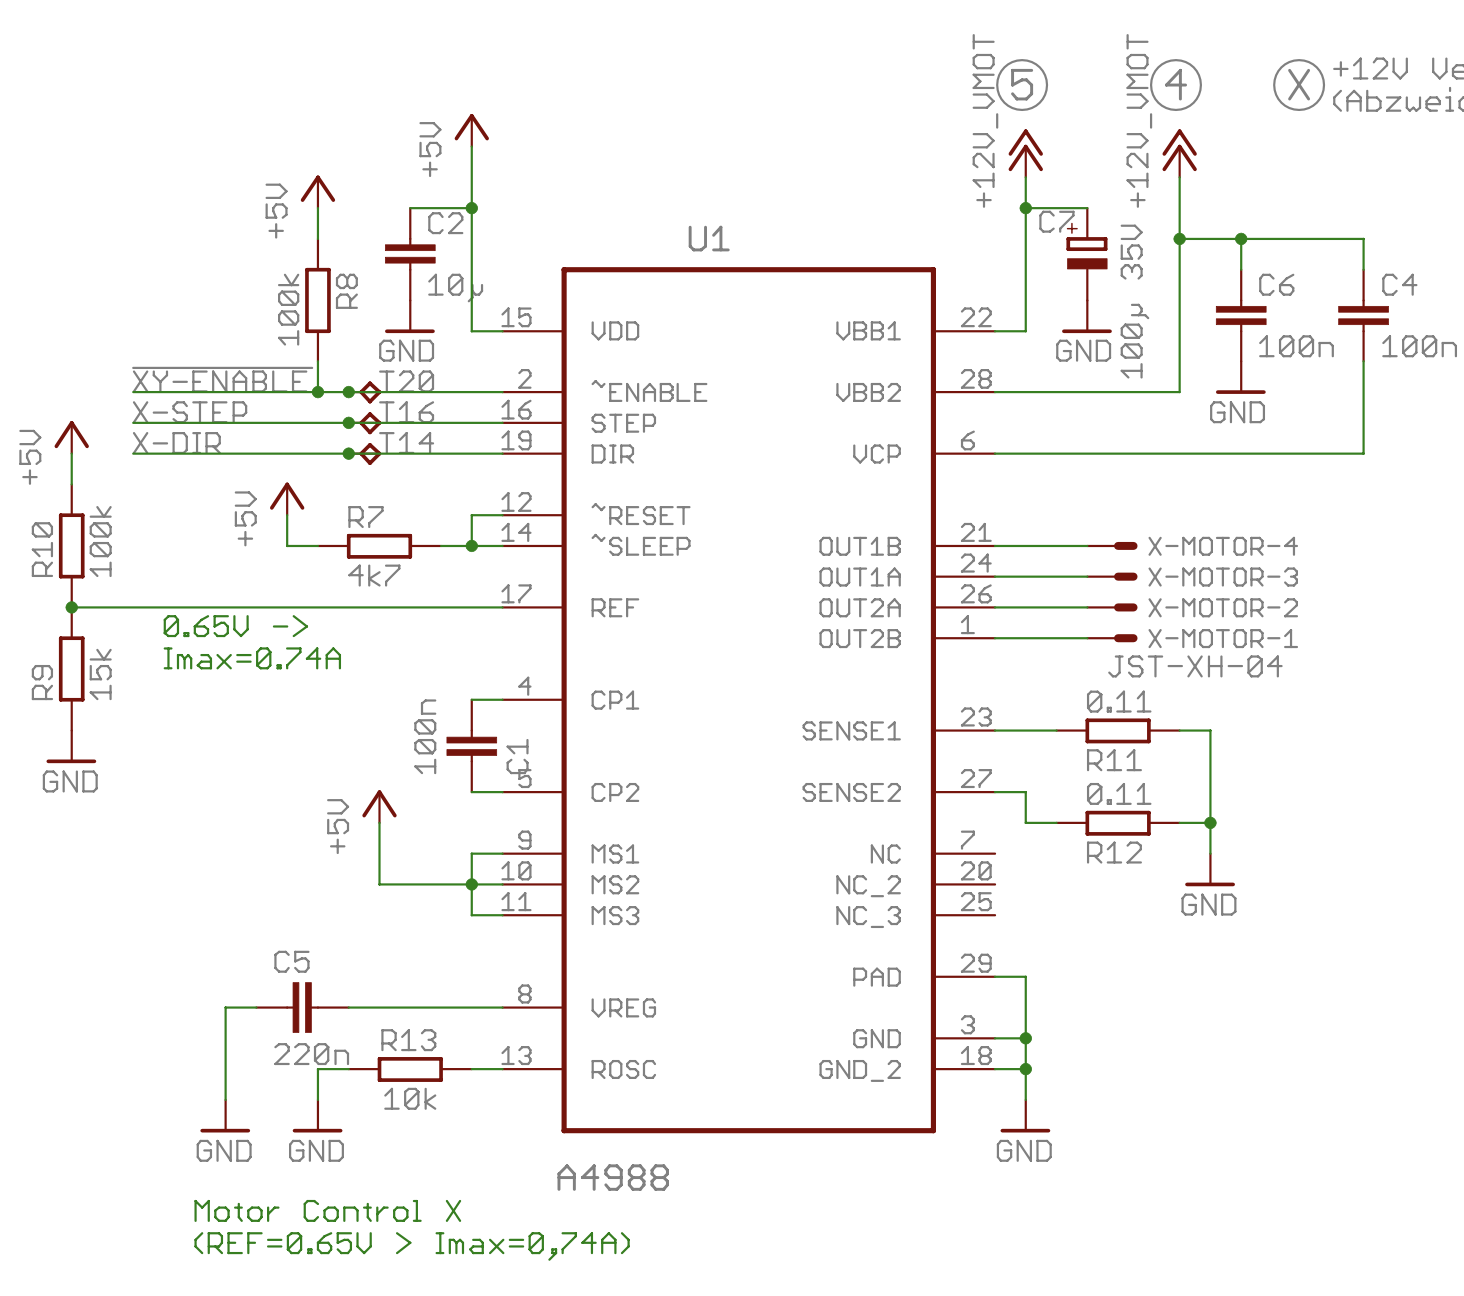 +12V_VMOT
5
+12V_VMOT
4
X
+12V Ve
(Abzweig
+5V
+5V
C2
10µ
GND
100k
R8
U1
C7
+
100µ 35V
GND
C6
100n
GND
C4
100n
XY-ENABLE
T20
X-STEP
T16
X-DIR
T14
15 VDD
2 ~ENABLE
16 STEP
19 DIR
12 ~RESET
14 ~SLEEP
17 REF
4 CP1
5 CP2
9 MS1
10 MS2
11 MS3
8 VREG
13 ROSC
VBB1 22
VBB2 28
VCP 6
OUT1B 21
OUT1A 24
OUT2A 26
OUT2B 1
SENSE1 23
SENSE2 27
NC 7
NC_2 20
NC_3 25
PAD 29
GND 3
GND_2 18
+5V
R10
100k
R9
15k
GND
+5V
R7
4k7
0.65V ->
Imax=0.74A
100n
C1
+5V
C5
220n
R13
10k
GND
GND
X-MOTOR-4
X-MOTOR-3
X-MOTOR-2
X-MOTOR-1
JST-XH-04
0.11
R11
0.11
R12
GND
GND
A4988
Motor Control X
(REF=0.65V > Imax=0,74A)